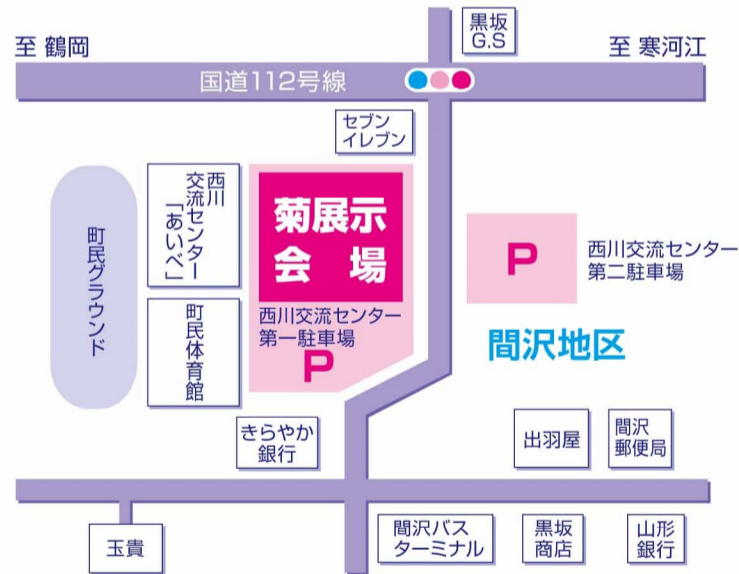 黒坂
G.S
至 鶴岡
至 寒河江
国道112号線
セブン
イレブン
西川
交流センター
「あいべ」
町民グラウンド
菊展示
会 場
西川交流センター
第一駐車場
P
P
西川交流センター
第二駐車場
間沢地区
町民体育館
きらやか
銀行
出羽屋
間沢
郵便局
玉貴
間沢バス
ターミナル
黒坂
商店
山形
銀行